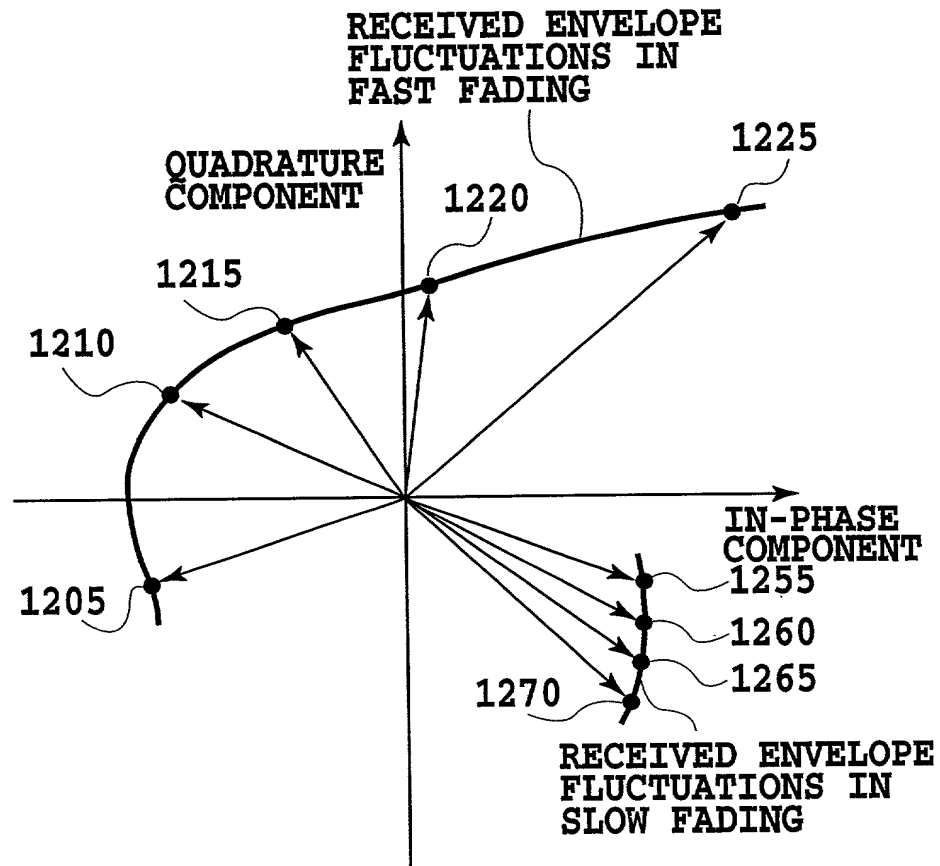 RECEIVED ENVELOPE
FLUCTUATIONS IN
FAST FADING
1225
QUADRATURE
COMPONENT
1220
1215
1210
IN-PHASE
COMPONENT
1255
1205
1260
1265
1270
RECEIVED ENVELOPE
FLUCTUATIONS IN
SLOW FADING